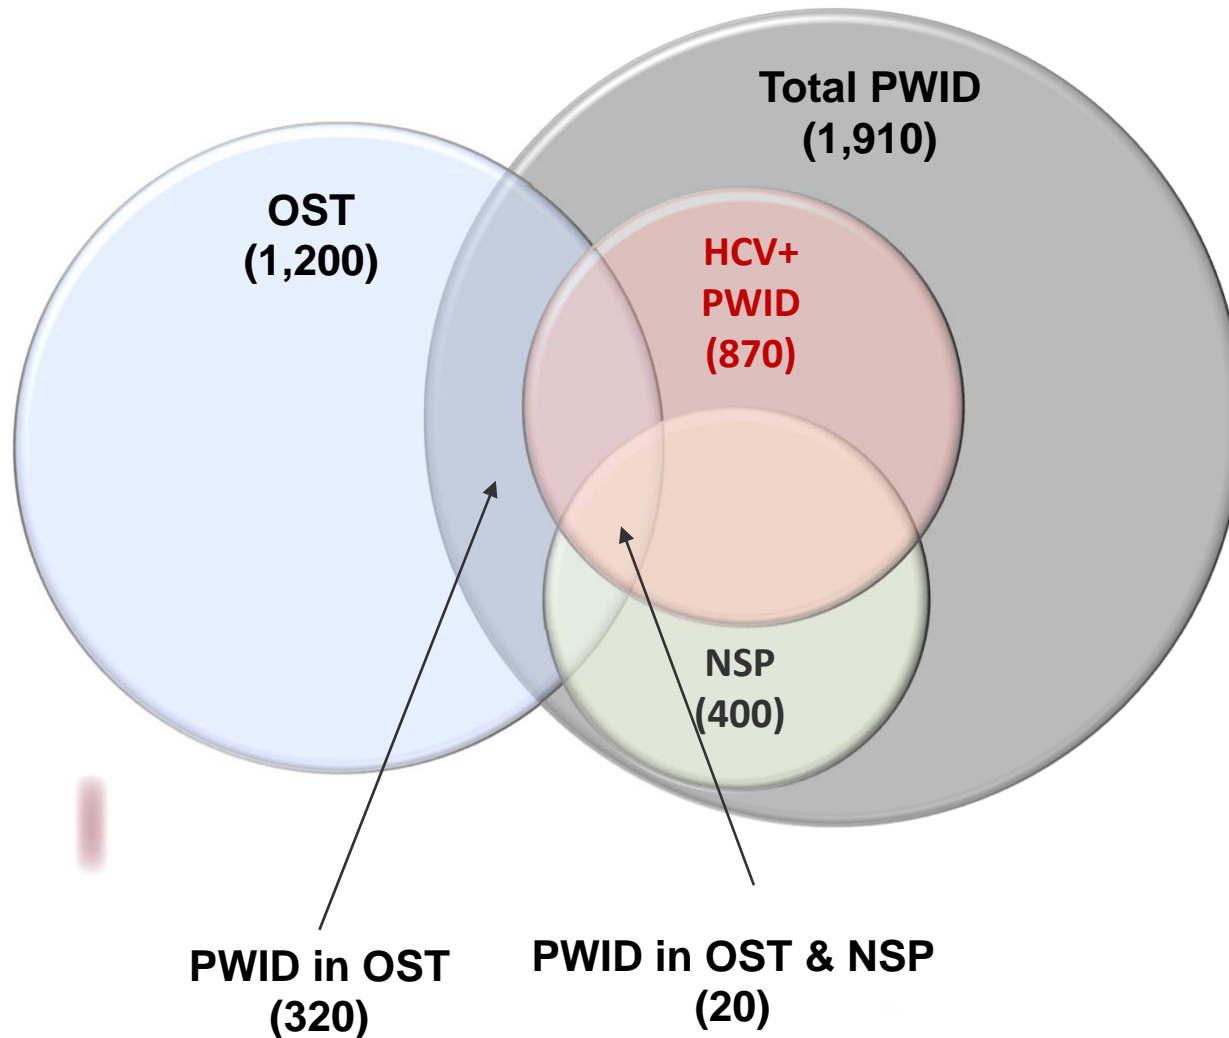 Total PWID
(1,910)
OST
(1,200)
HCV+
PWID
(870)
NSP
(400)
PWID in OST
(320)
PWID in OST & NSP
(20)